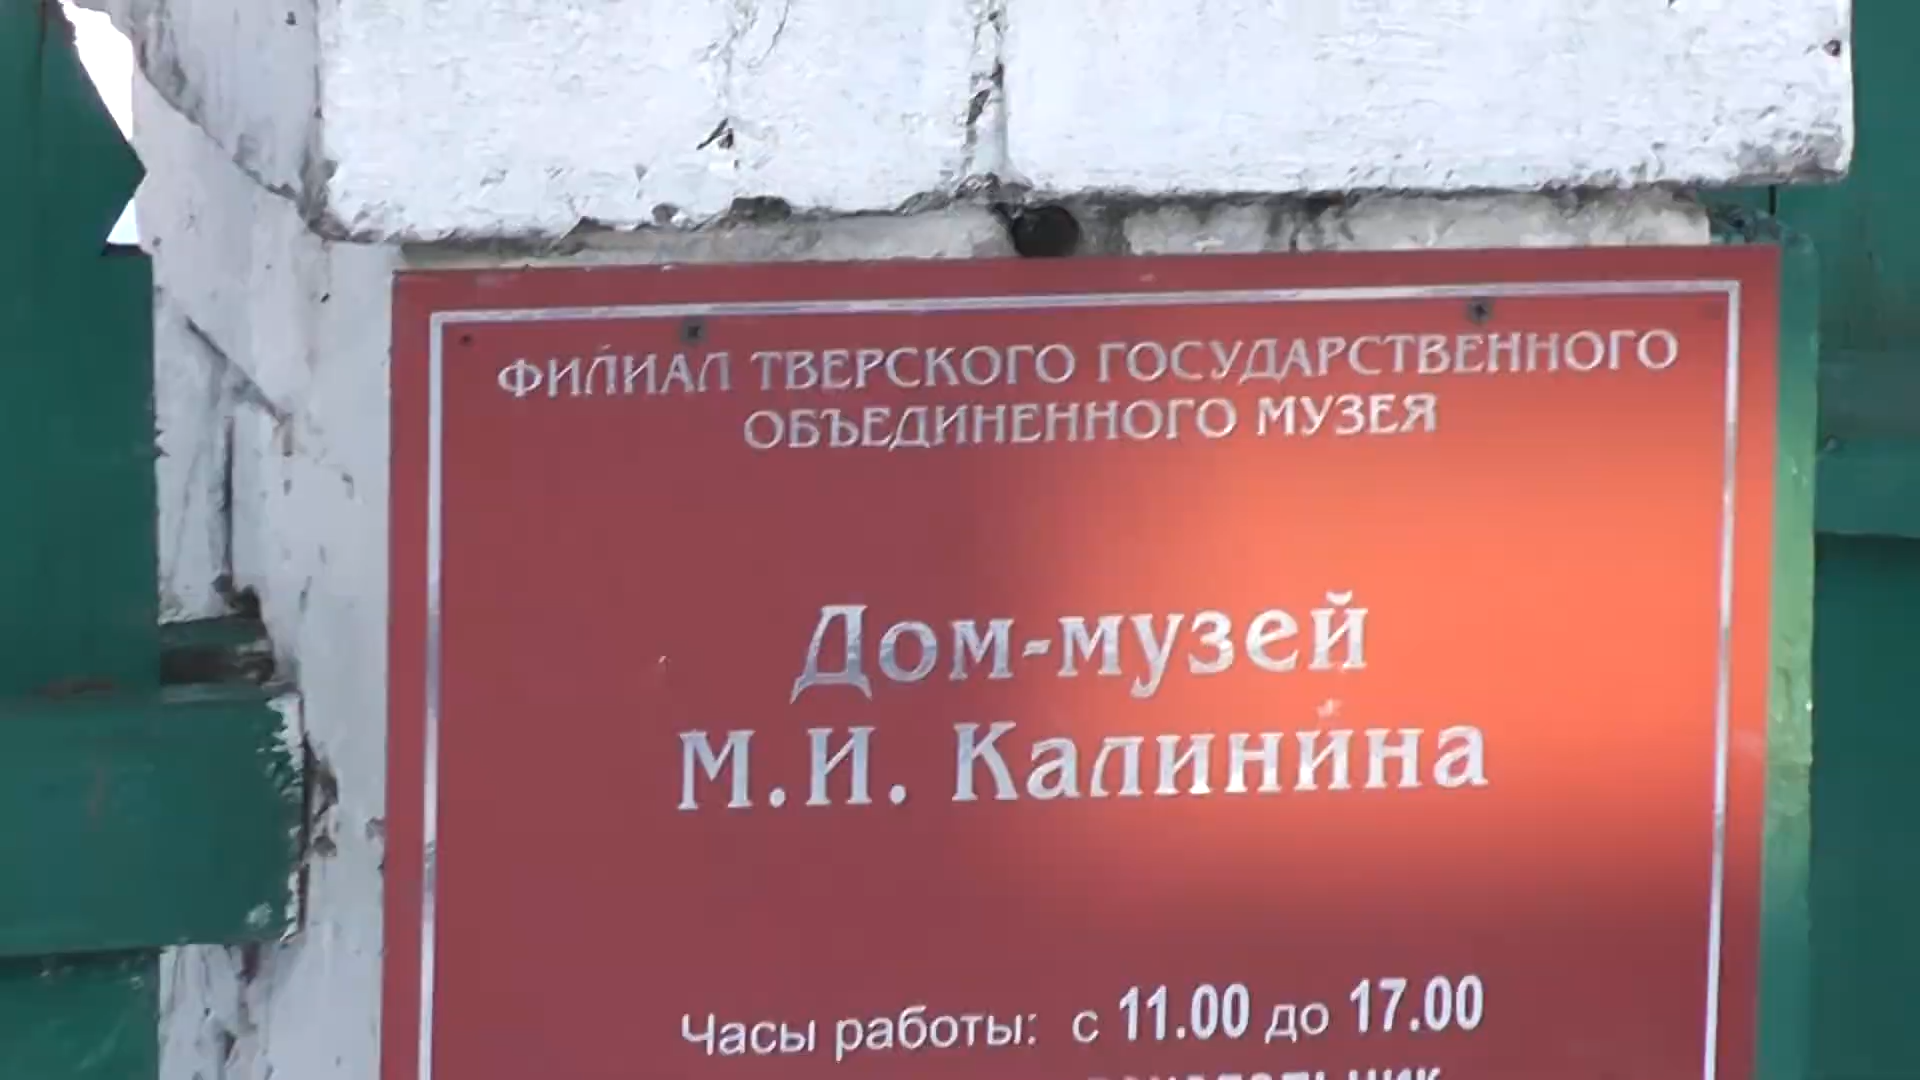 ФИЛИАЛ ТВЕРСКОГО ГОСУДАРСТВЕННОГО
ОБЪЕДИНЕННОГО МУЗЕЯ
Дом-музей
М.И. Калинина
Часы работы: с 11.00 до 17.00